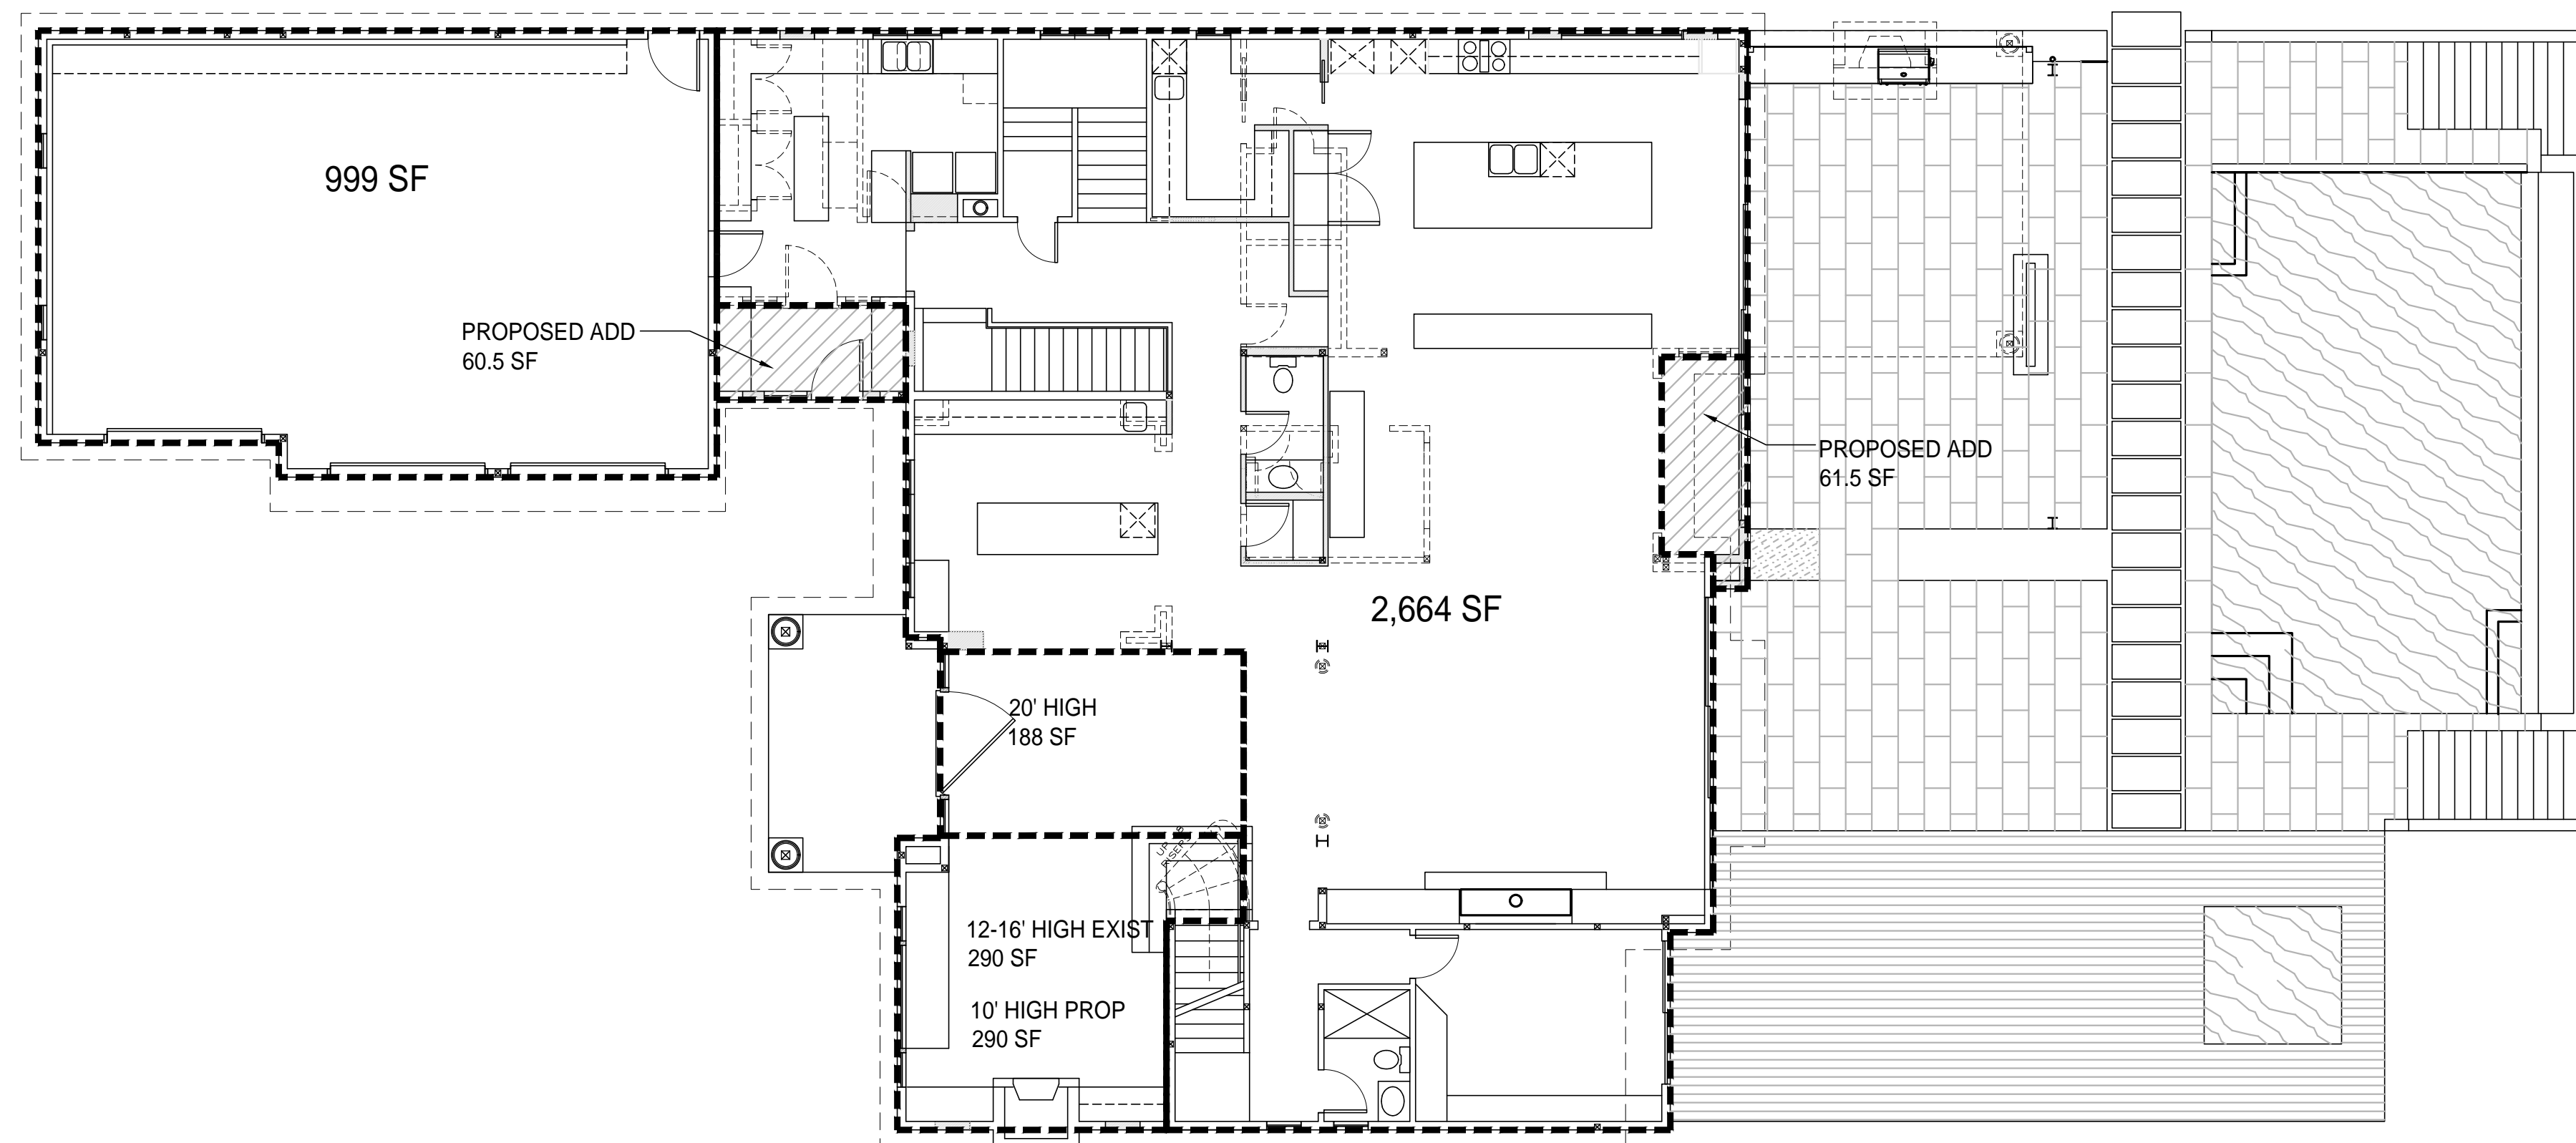 999 SF
PROPOSED ADD
60.5 SF
PROPOSED ADD
61.5 SF
2,664 SF
20' HIGH
188 SF
UP
12-16' HIGH EXIST
290 SF
10' HIGH PROP
290 SF